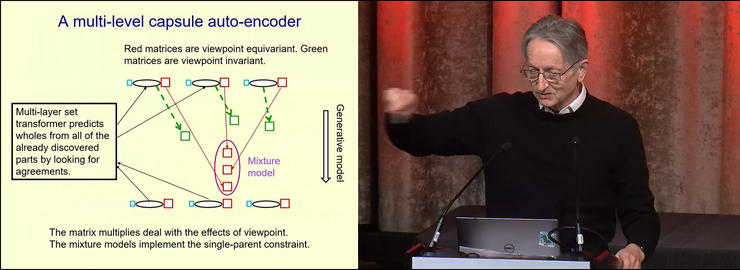 A multi-level capsule auto-encoder
Red matrices are viewpoint equivariant. Green
matrices are viewpoint invariant.
Multi-layer set
transformer predicts
wholes from all of the
already discovered
parts by looking for
agreements.
Mixture
model
Generative model
The matrix multiplies deal with the effects of viewpoint.
The mixture models implement the single-parent constraint.
DELL